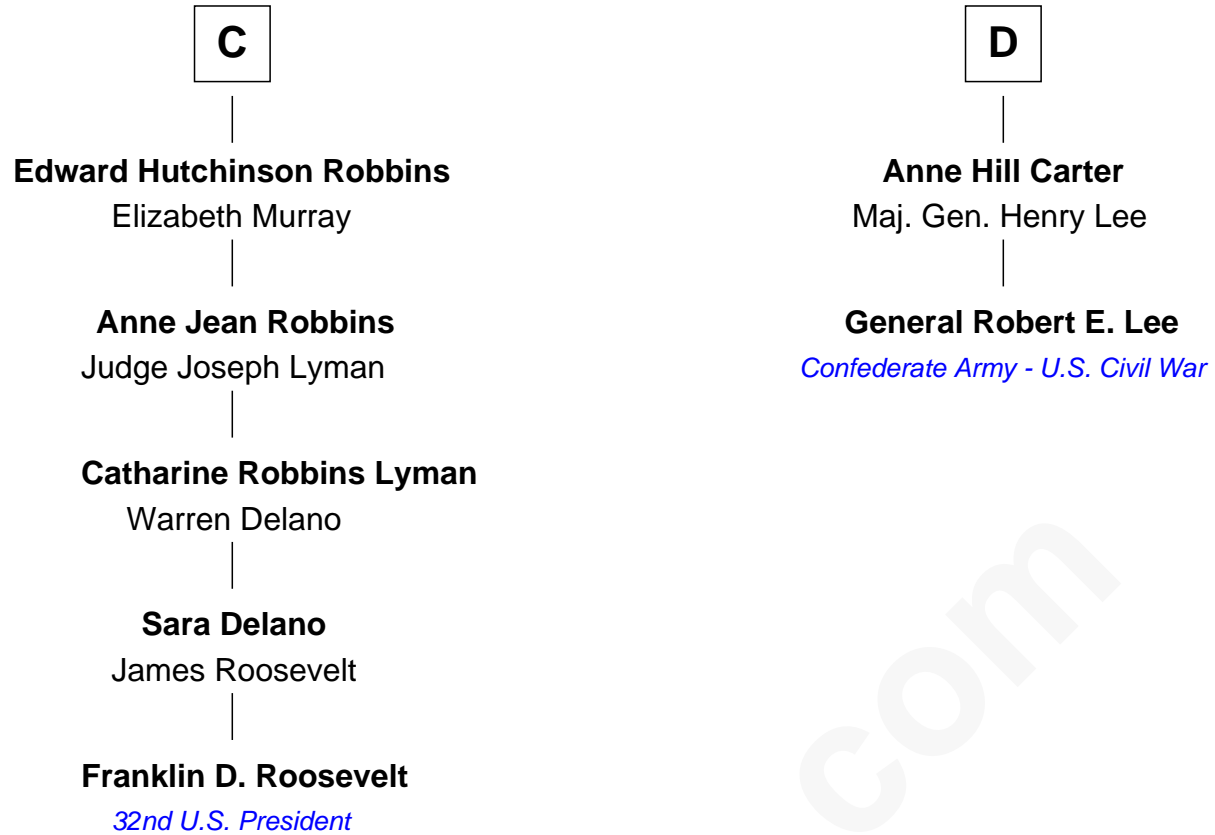 C
Edward Hutchinson Robbins
Elizabeth Murray
Anne Jean Robbins
Judge Joseph Lyman
Catharine Robbins Lyman
Warren Delano
Sara Delano
James Roosevelt
Franklin D. Roosevelt
32nd U.S. President
D
Anne Hill Carter
Maj. Gen. Henry Lee
General Robert E. Lee
Confederate Army - U.S. Civil War
com